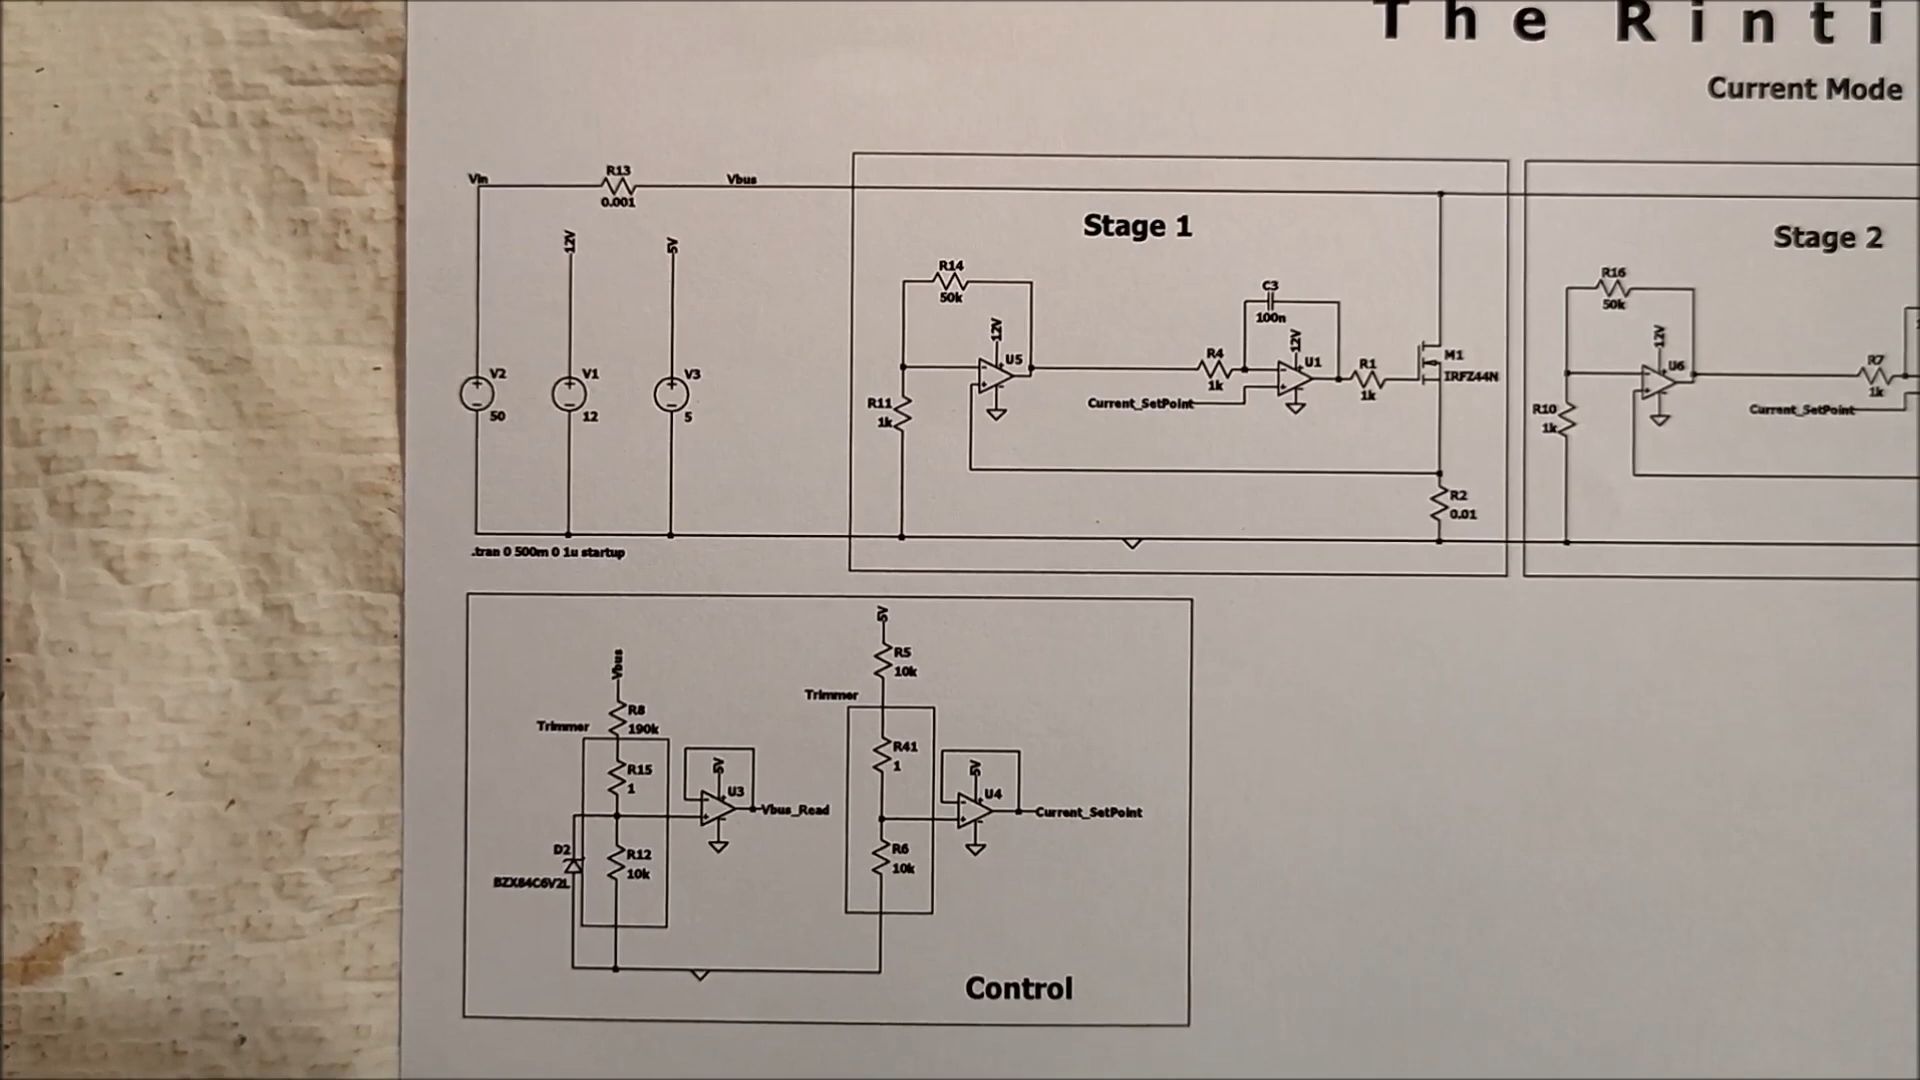 The Rinti
Current Mode
Vin
R13
0.001
Vbus
12V
5V
V2
50
V1
12
V3
5
.tran 0 500m 0 1u startup
Stage 1
R14
50k
12V
U5
R11
1k
R4
1k
C3
100n
12V
U1
Current_SetPoint
R1
1k
M1
IRFZ44N
R2
0.01
Stage 2
R16
50k
12V
U6
R10
1k
R7
1k
Current_SetPoint
Vbus
R8
190k
Trimmer
R15
1
5V
U3
Vbus_Read
D2
BZX84C6V2L
R12
10k
5V
R5
10k
Trimmer
R41
1
5V
U4
Current_SetPoint
R6
10k
Control